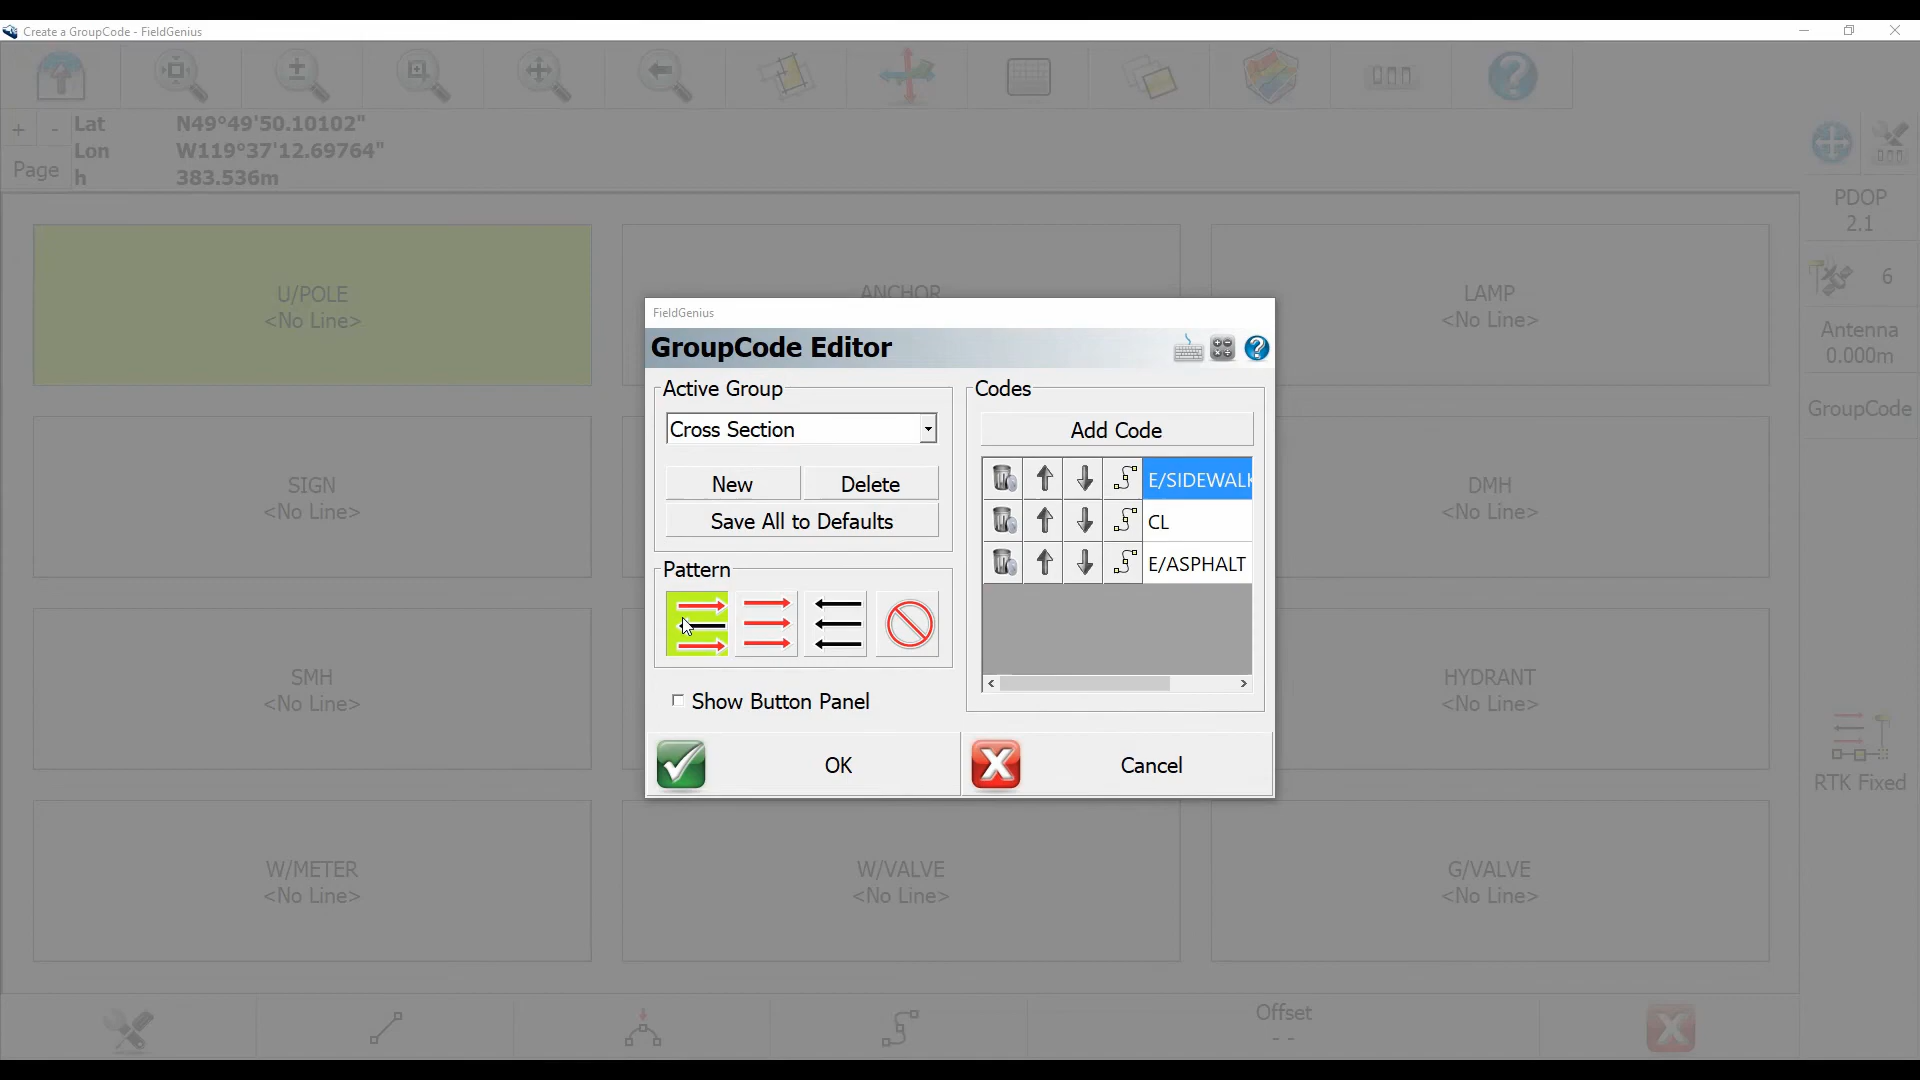 Create a GroupCode - FieldGenius
+ - Lat N49°49'50.10102"
Lon W119°37'12.69764"
Page h 383.536m
PDOP
2.1
6
Antenna
0.000m
GroupCode
RTK Fixed
U/POLE
<No Line>
ANCHOR
LAMP
<No Line>
SIGN
<No Line>
DMH
<No Line>
SMH
<No Line>
HYDRANT
<No Line>
W/METER
<No Line>
W/VALVE
<No Line>
G/VALVE
<No Line>
FieldGenius
GroupCode Editor
Active Group
Cross Section
New
Delete
Save All to Defaults
Pattern
Show Button Panel
Codes
Add Code
E/SIDEWALK
CL
E/ASPHALT
OK
Cancel
Offset
- -